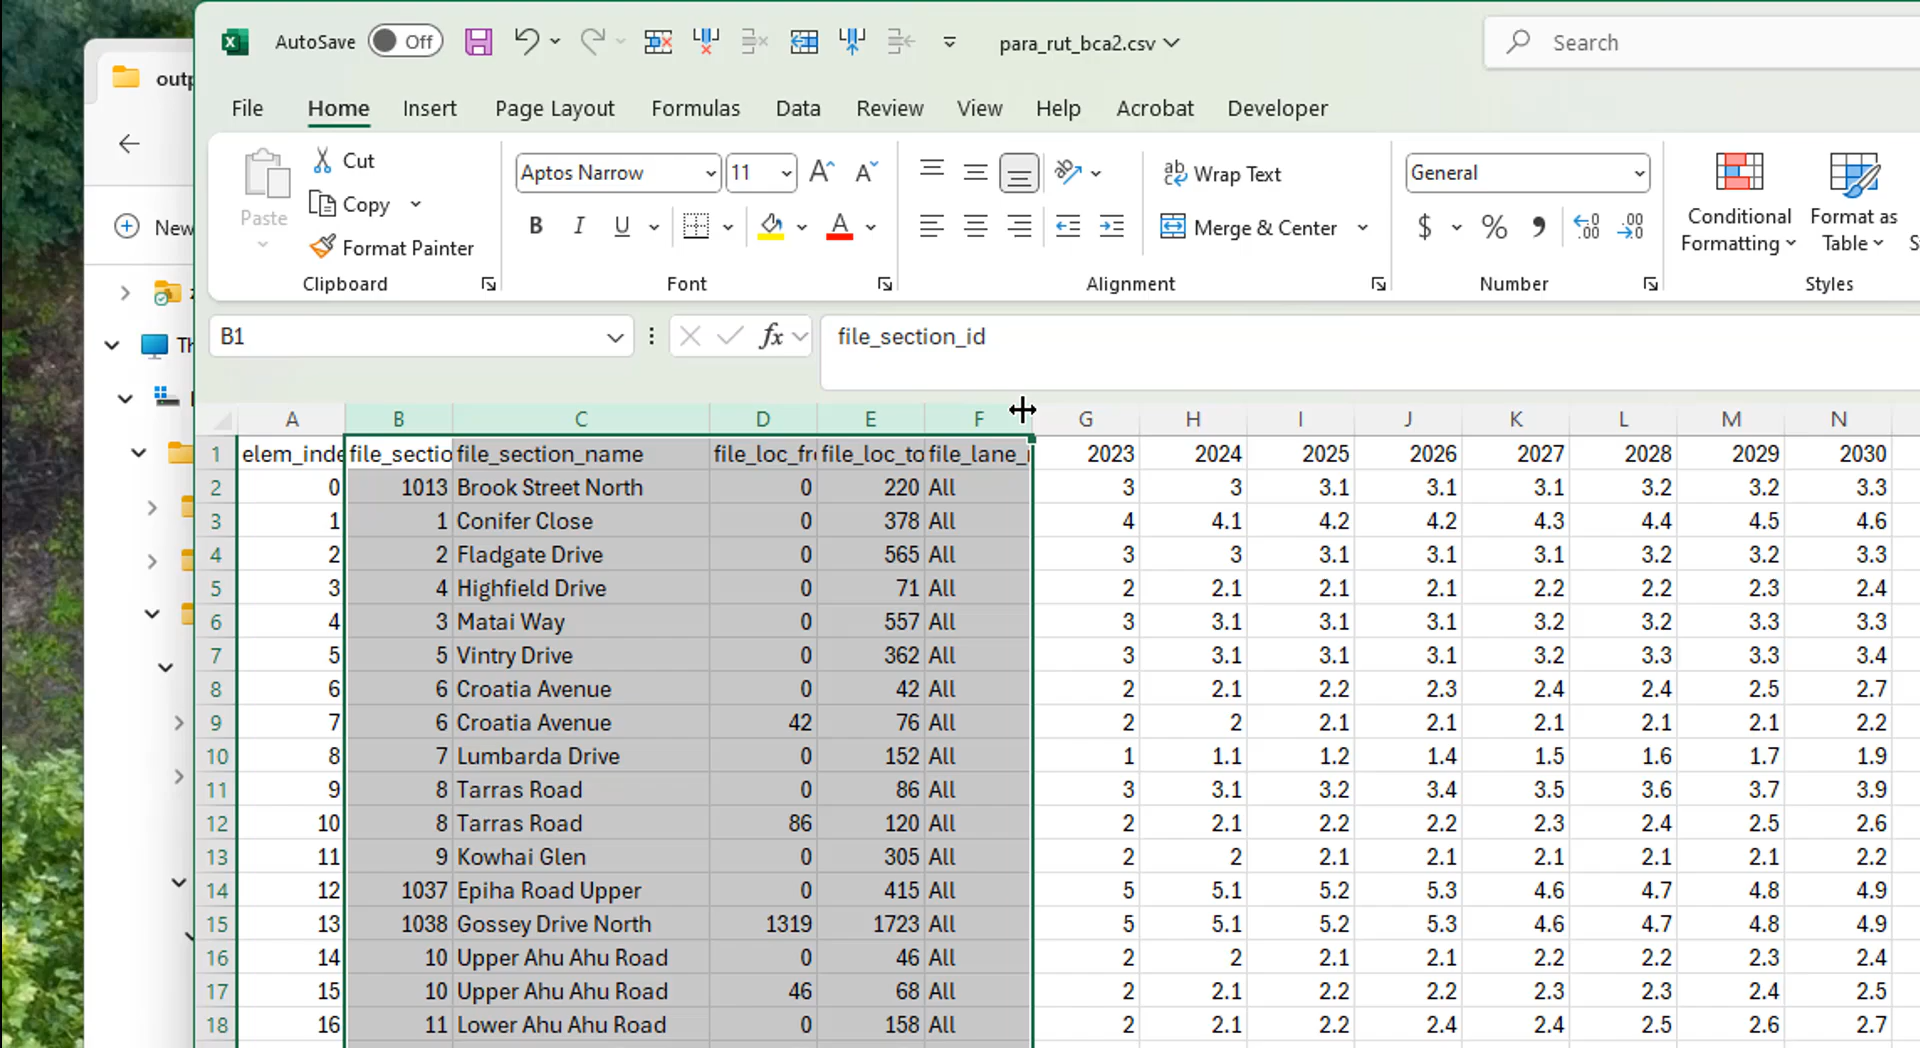 outp
AutoSave Off para_rut_bca2.csv Search
File Home Insert Page Layout Formulas Data Review View Help Acrobat Developer
New
Paste Cut Copy Format Painter Clipboard
Aptos Narrow 11 B I U A Font
ab Wrap Text Merge & Center Alignment
General $ % Number
Conditional Formatting Format as Table Styles
B1 fx file_section_id
A B C D E F G H I J K L M N
1 elem_inde file_sectio file_section_name file_loc_fr file_loc_to file_lane_ 2023 2024 2025 2026 2027 2028 2029 2030
2 0 1013 Brook Street North 0 220 All 3 3 3.1 3.1 3.1 3.2 3.2 3.3
3 1 1 Conifer Close 0 378 All 4 4.1 4.2 4.2 4.3 4.4 4.5 4.6
4 2 2 Fladgate Drive 0 565 All 3 3 3.1 3.1 3.1 3.2 3.2 3.3
5 3 4 Highfield Drive 0 71 All 2 2.1 2.1 2.1 2.2 2.2 2.3 2.4
6 4 3 Matai Way 0 557 All 3 3.1 3.1 3.1 3.2 3.2 3.3 3.3
7 5 5 Vintry Drive 0 362 All 3 3.1 3.1 3.1 3.2 3.3 3.3 3.4
8 6 6 Croatia Avenue 0 42 All 2 2.1 2.2 2.3 2.4 2.4 2.5 2.7
9 7 6 Croatia Avenue 42 76 All 2 2 2.1 2.1 2.1 2.1 2.1 2.2
10 8 7 Lumbarda Drive 0 152 All 1 1.1 1.2 1.4 1.5 1.6 1.7 1.9
11 9 8 Tarras Road 0 86 All 3 3.1 3.2 3.4 3.5 3.6 3.7 3.9
12 10 8 Tarras Road 86 120 All 2 2.1 2.2 2.2 2.3 2.4 2.5 2.6
13 11 9 Kowhai Glen 0 305 All 2 2 2.1 2.1 2.1 2.1 2.1 2.2
14 12 1037 Epiha Road Upper 0 415 All 5 5.1 5.2 5.3 4.6 4.7 4.8 4.9
15 13 1038 Gossey Drive North 1319 1723 All 5 5.1 5.2 5.3 4.6 4.7 4.8 4.9
16 14 10 Upper Ahu Ahu Road 0 46 All 2 2 2.1 2.1 2.2 2.2 2.3 2.4
17 15 10 Upper Ahu Ahu Road 46 68 All 2 2.1 2.2 2.2 2.3 2.3 2.4 2.5
18 16 11 Lower Ahu Ahu Road 0 158 All 2 2.1 2.2 2.4 2.4 2.5 2.6 2.7